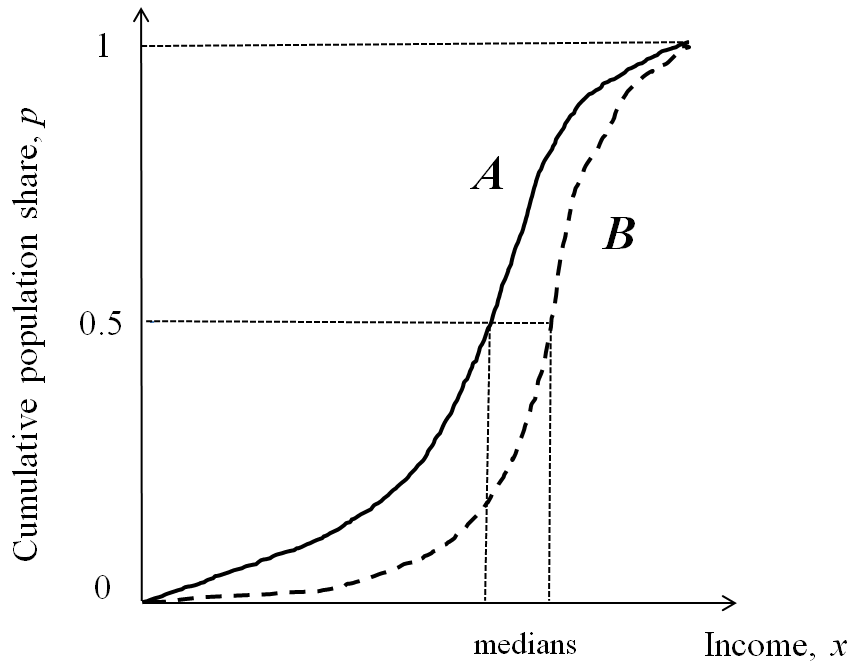 Cumulative population share, p
1
0.5
0
A
B
medians
Income, x